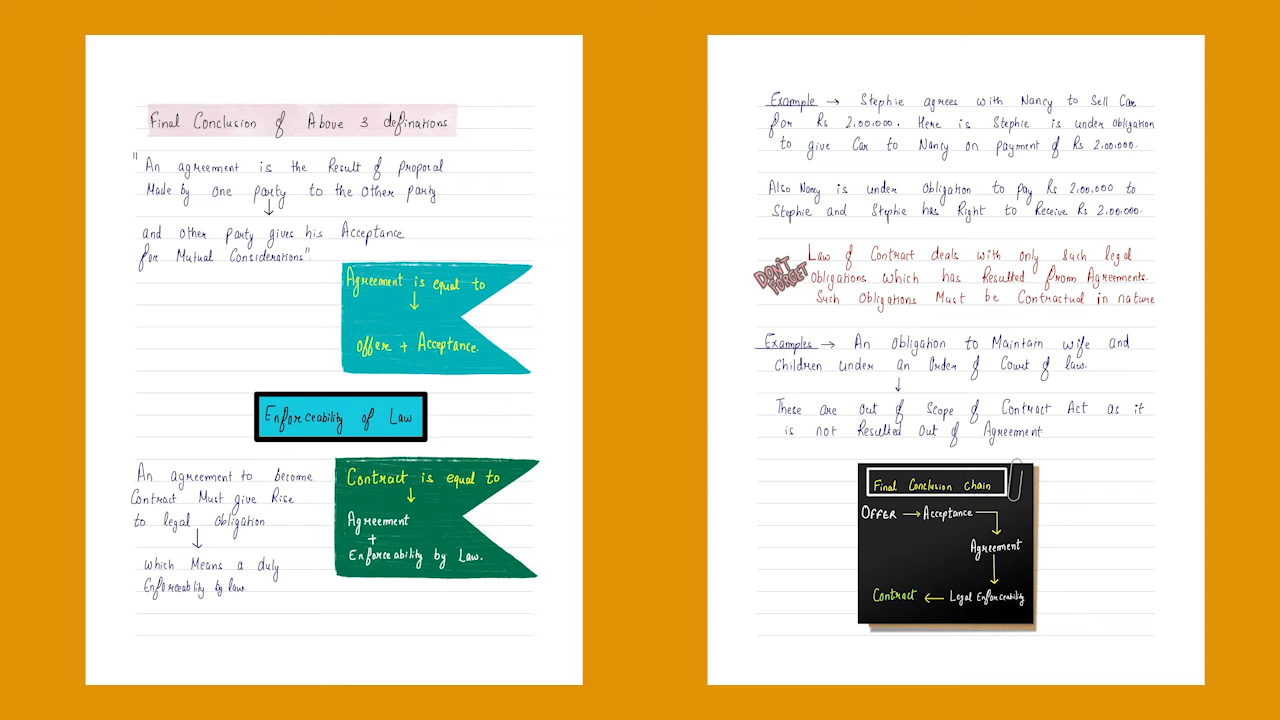 Final Conclusion of Above 3 definations
"An agreement is the Result of proposal
Made by one party to the other party
↓
and other party gives his Acceptance
for Mutual Considerations".
Agreement is equal to
↓
offer + Acceptance.
Enforceability of Law
An agreement to become
Contract Must give Rise
to legal obligation
↓
which Means a duly
Enforceability by law
Contract is equal to
↓
Agreement
+
Enforceability by Law.
Example → Stephie agrees with Nancy to Sell Car
for Rs 2,00,000. Here is Stephie is under obligation
to give Car to Nancy on payment of Rs 2,00,000.
Also Nancy is under obligation to pay Rs 2,00,000 to
Stephie and Stephie has Right to Receive Rs 2,00,000.
DON'T FORGET
Law of Contract deals with only such legal
Obligations which has Resulted from Agreements.
Such Obligations Must be Contractual in nature
Examples → An obligation to Maintain wife and
Children under an Order of Court of law.
↓
These are out of Scope of Contract Act as it
is not Resulted out of Agreement
Final Conclusion Chain
OFFER → Acceptance
Agreement
Contract ← Legal Enforceability